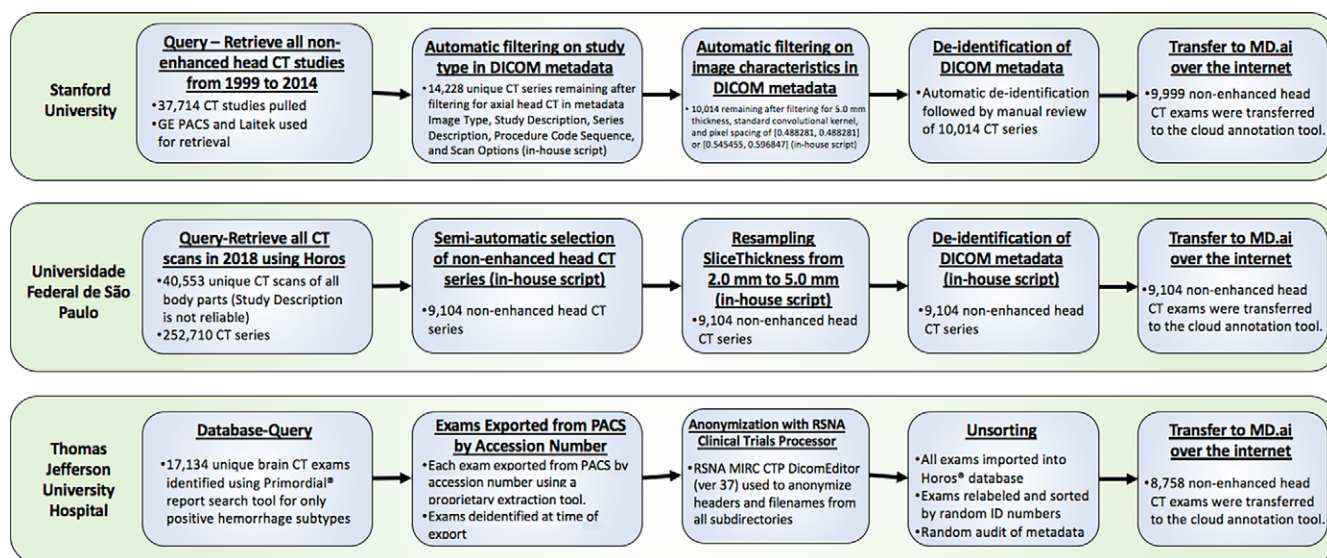 Stanford
University
Query – Retrieve all non-
enhanced head CT studies
from 1999 to 2014
•37,714 CT studies pulled
•GE PACS and Laitek used
for retrieval
Automatic filtering on study
type in DICOM metadata
•14,228 unique CT series remaining after
filtering for axial head CT in metadata
Image Type, Study Description, Series
Description, Procedure Code Sequence,
and Scan Options (in-house script)
Automatic filtering on
image characteristics in
DICOM metadata
•10,014 remaining after filtering for 5.0 mm
thickness, standard convolutional kernel,
and pixel spacing of [0.488281, 0.488281]
or [0.545455, 0.596847] (in-house script)
De-identification of
DICOM metadata
•Automatic de-identification
followed by manual review
of 10,014 CT series
Transfer to MD.ai
over the internet
•9,999 non-enhanced head
CT exams were transferred
to the cloud annotation tool.
Universidade
Federal de São
Paulo
Query-Retrieve all CT
scans in 2018 using Horos
•40,553 unique CT scans of all
body parts (Study Description
is not reliable)
•252,710 CT series
Semi-automatic selection
of non-enhanced head CT
series (in-house script)
•9,104 non-enhanced head CT
series
Resampling
SliceThickness from
2.0 mm to 5.0 mm
(in-house script)
•9,104 non-enhanced head
CT series
De-identification of
DICOM metadata
(in-house script)
•9,104 non-enhanced head
CT series
Transfer to MD.ai
over the internet
•9,104 non-enhanced head
CT exams were transferred
to the cloud annotation tool.
Thomas
Jefferson
University
Hospital
Database-Query
•17,134 unique brain CT exams
identified using Primordial®
report search tool for only
positive hemorrhage subtypes
Exams Exported from PACS
by Accession Number
•Each exam exported from PACS by
accession number using a
proprietary extraction tool.
•Exams deidentified at time of
export
Anonymization with RSNA
Clinical Trials Processor
•RSNA MIRC CTP DicomEditor
(ver 37) used to anonymize
headers and filenames from
all subdirectories
Unsorting
•All exams imported into
Horos® database
•Exams relabeled and sorted
by random ID numbers
•Random audit of metadata
Transfer to MD.ai
over the internet
•8,758 non-enhanced head
CT exams were transferred
to the cloud annotation tool.